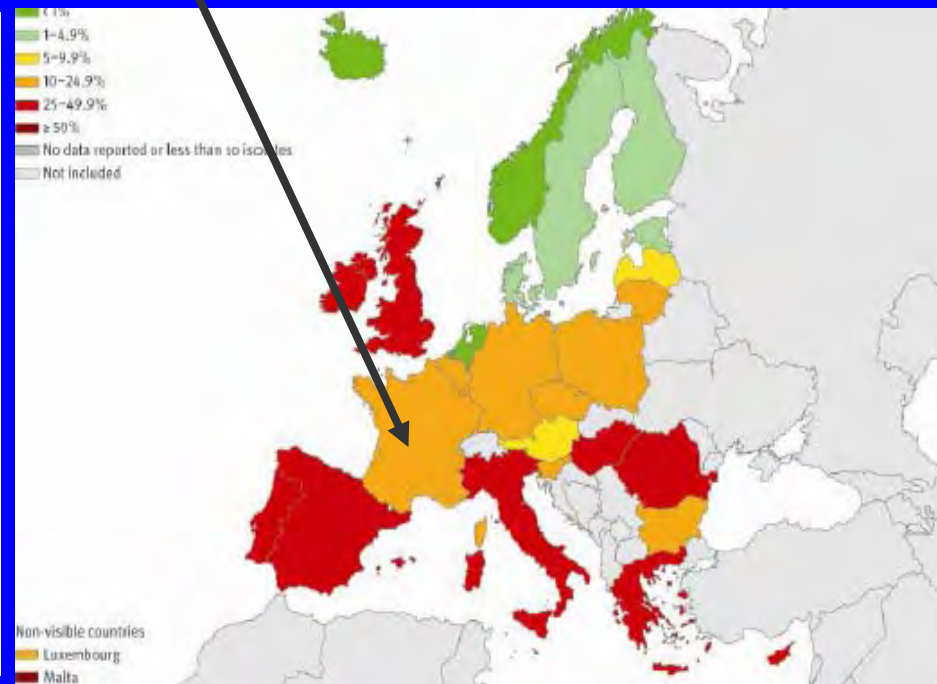 < 1%
1–4.9%
5–9.9%
10–24.9%
25–49.9%
≥ 50%
No data reported or less than 10 isolates
Not included
Non-visible countries
Luxembourg
Malta